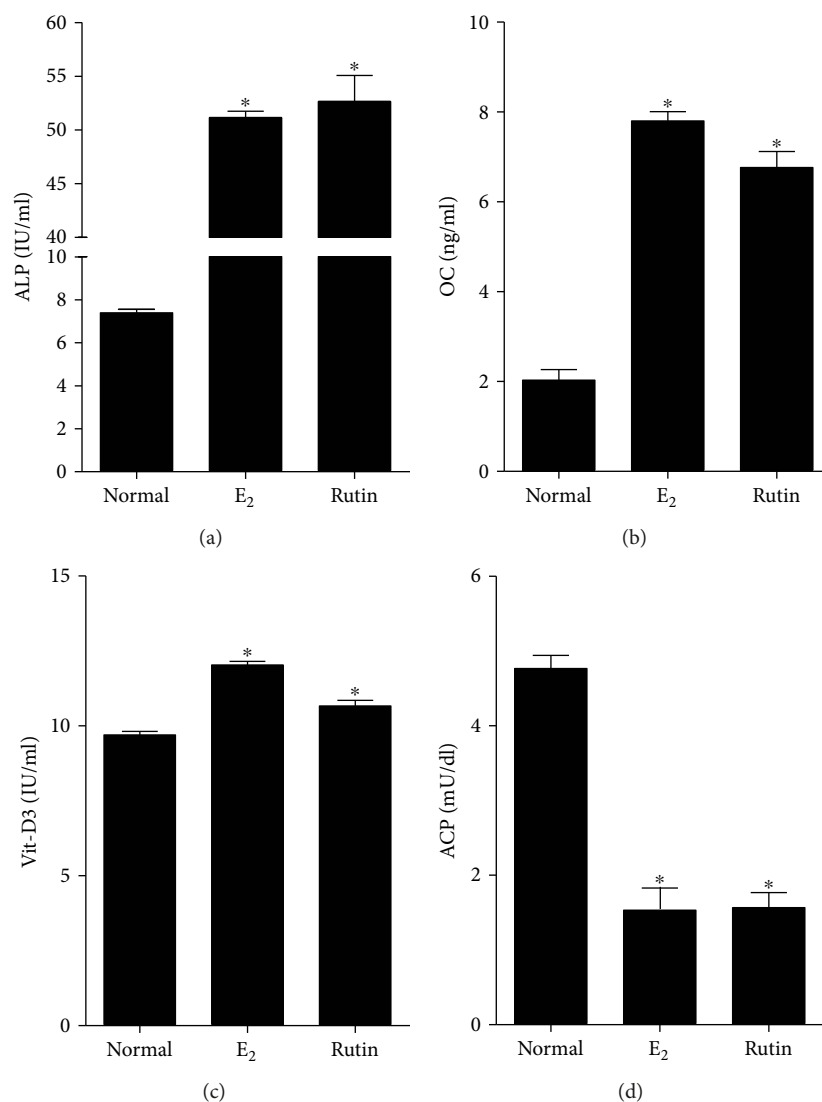 60
55
50
45
40
10
8
6
4
2
0
ALP (IU/ml)
*
*
Normal
E₂
Rutin
(a)
10
8
6
4
2
0
OC (ng/ml)
*
*
Normal
E₂
Rutin
(b)
15
10
5
0
Vit-D3 (IU/ml)
*
*
Normal
E₂
Rutin
(c)
6
4
2
0
ACP (mU/dl)
*
*
Normal
E₂
Rutin
(d)